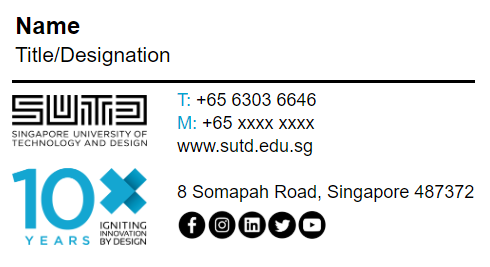 Name
Title/Designation
SUTD
SINGAPORE UNIVERSITY OF
TECHNOLOGY AND DESIGN
T: +65 6303 6646
M: +65 xxxx xxxx
www.sutd.edu.sg
10X
YEARS
IGNITING
INNOVATION
BY DESIGN
8 Somapah Road, Singapore 487372